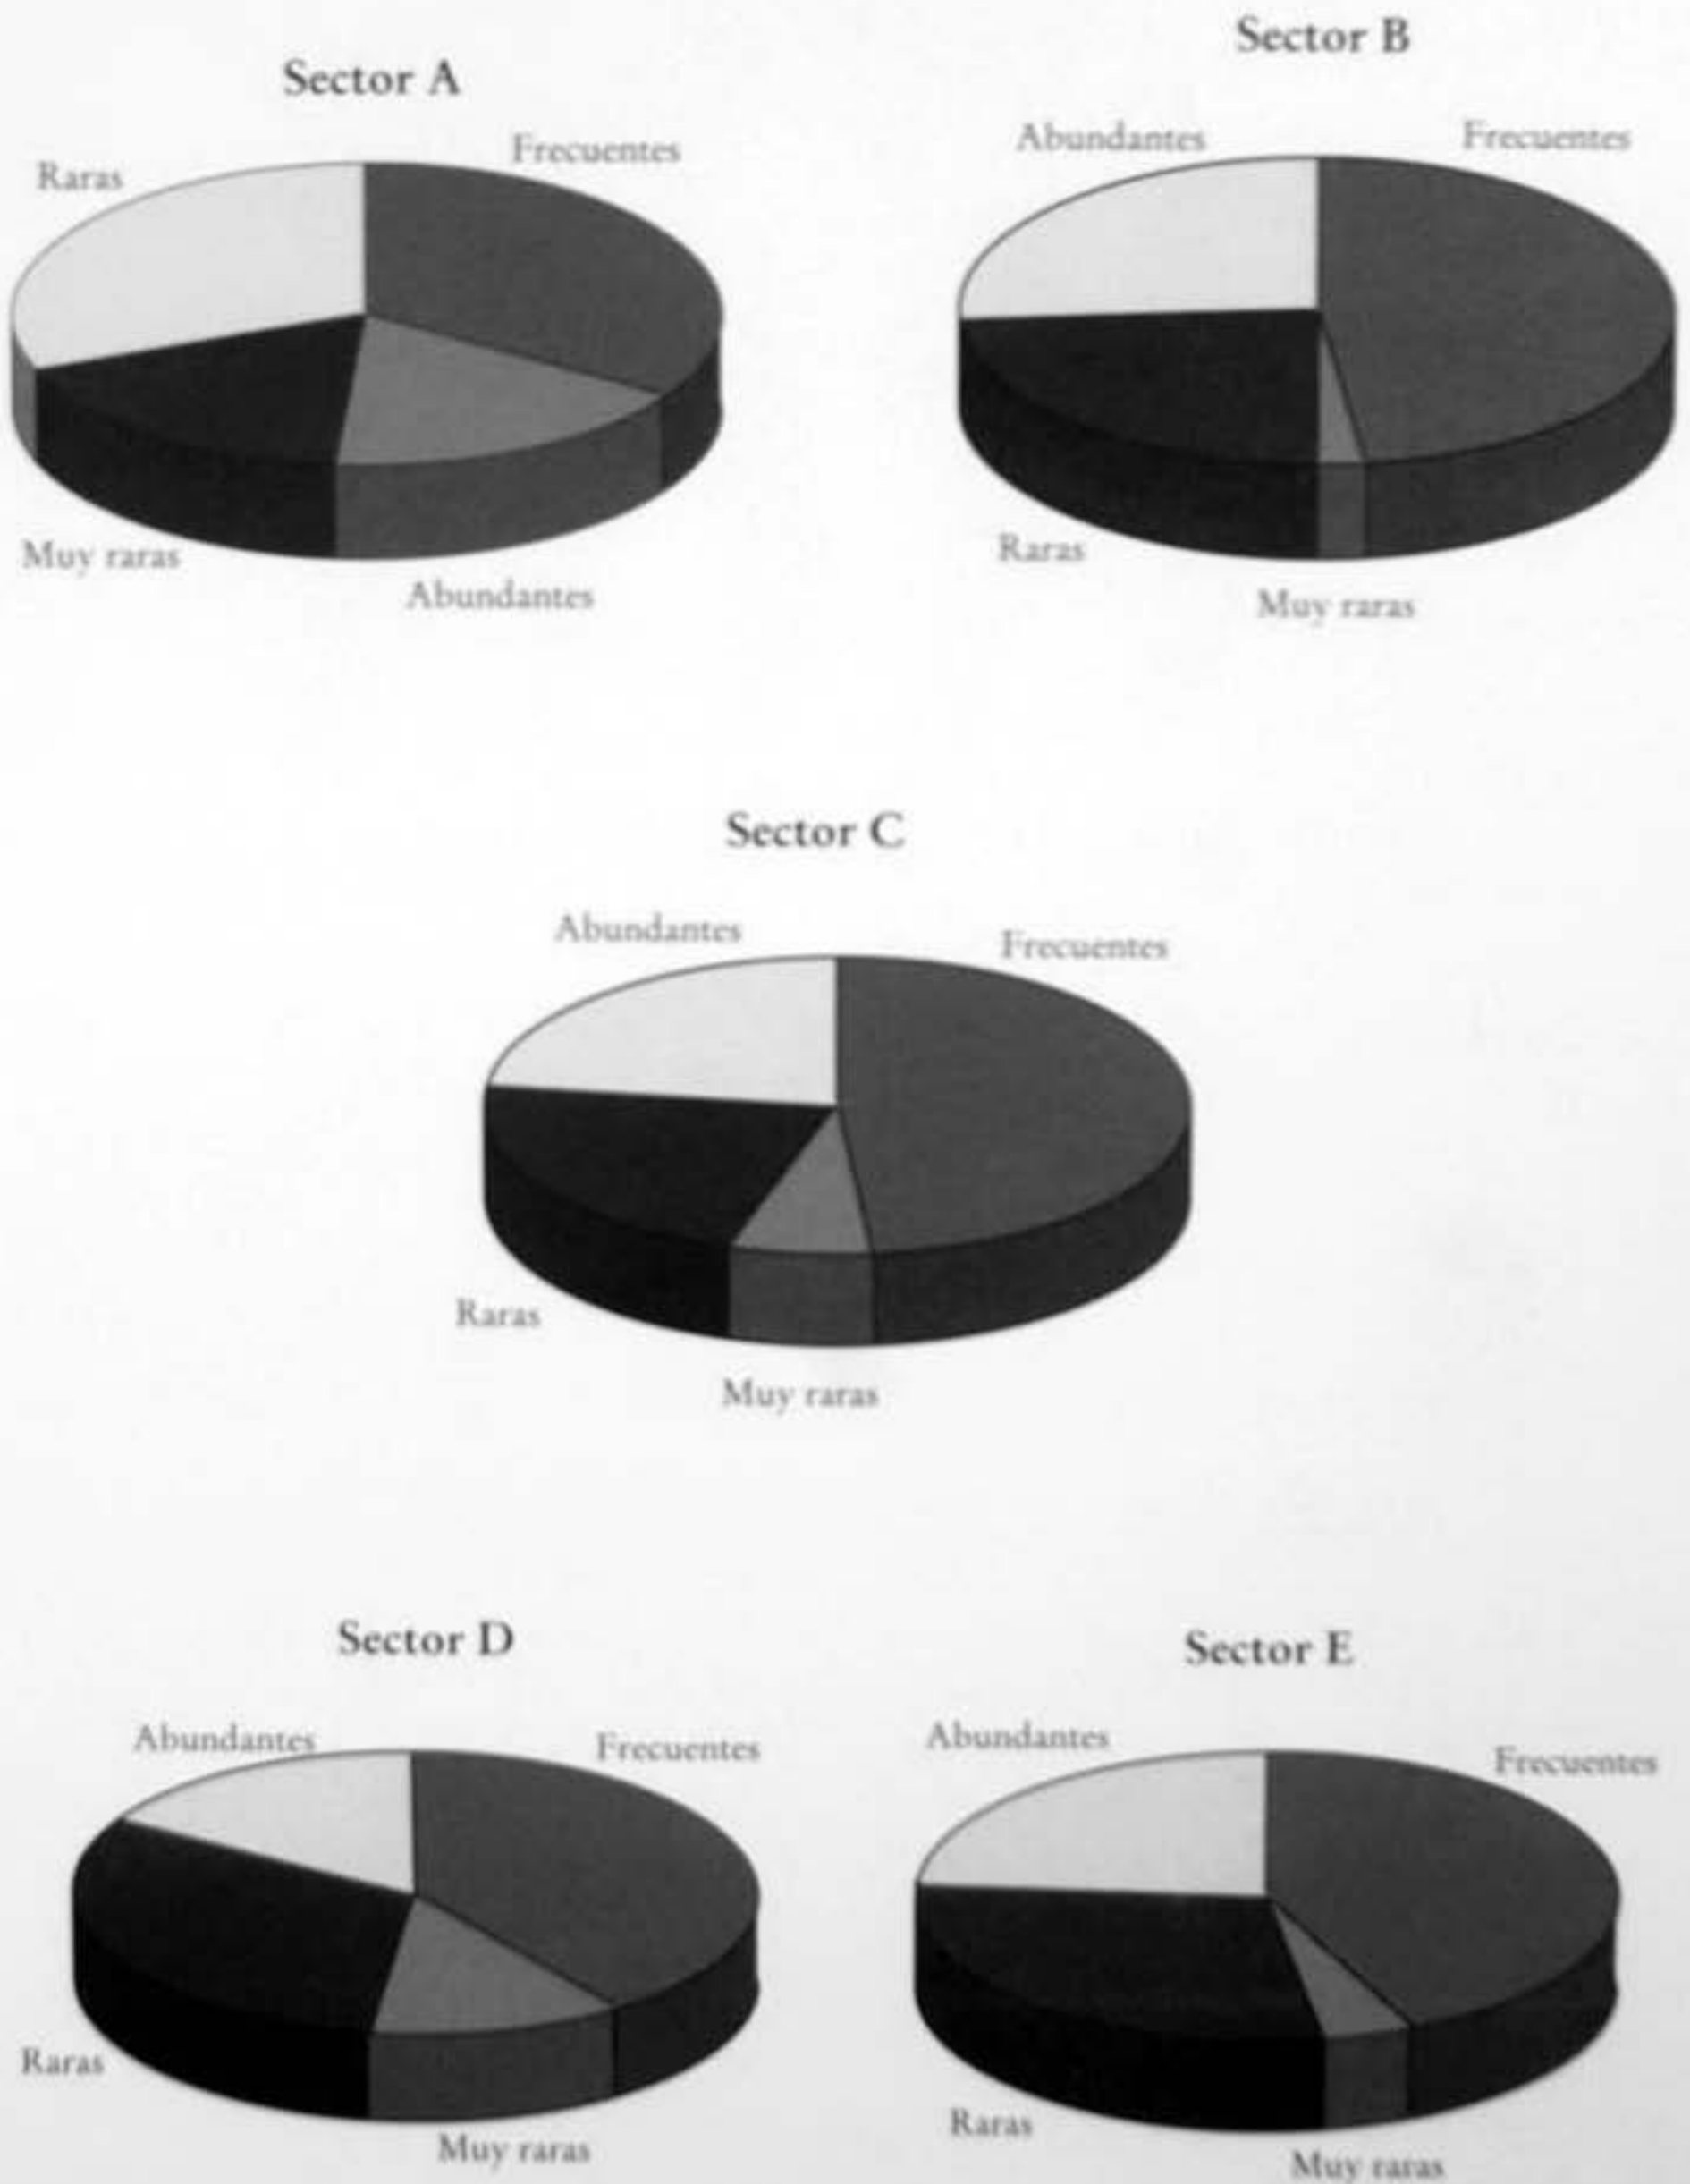 Sector A
Raras
Frecuentes
Muy raras
Abundantes
Sector B
Abundantes
Frecuentes
Raras
Muy raras
Sector C
Abundantes
Frecuentes
Raras
Muy raras
Sector D
Abundantes
Frecuentes
Raras
Muy raras
Sector E
Abundantes
Frecuentes
Raras
Muy raras